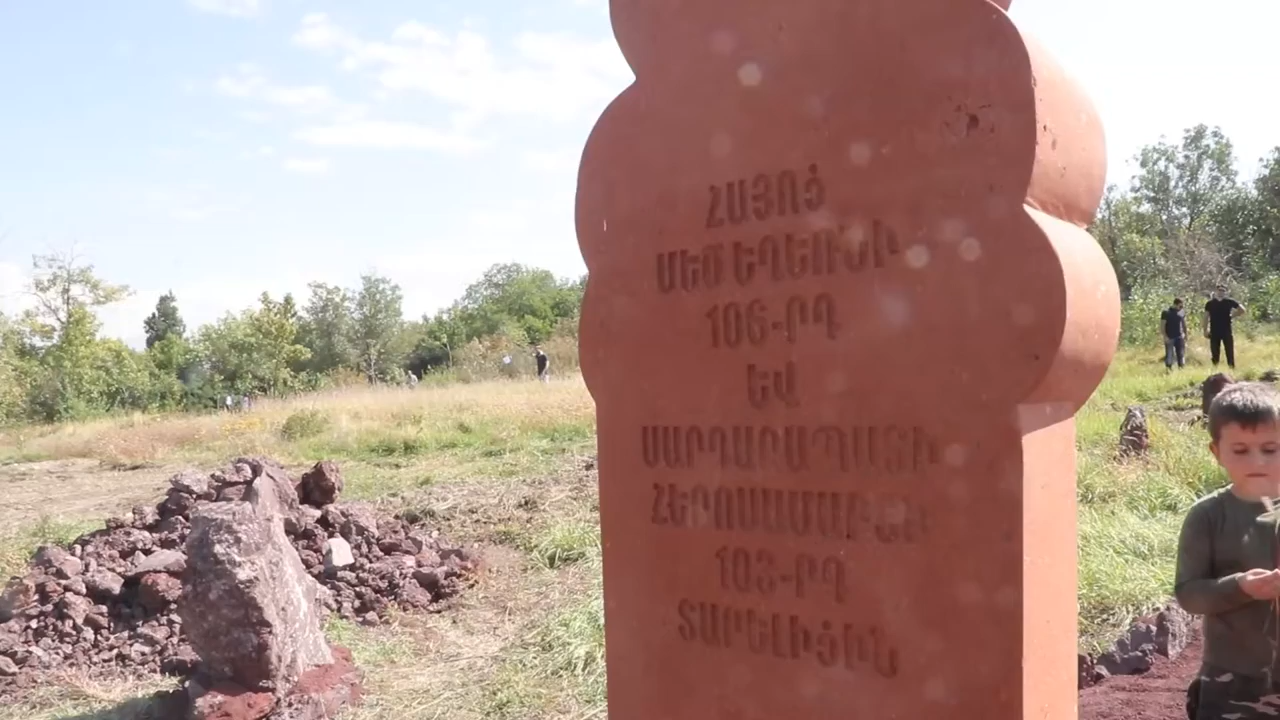 ՀԱՅՈՑ
ՄԵԾ ԵՂԵՌՆԻ
106-ՐԴ
ԵՎ
ՍԱՐԴԱՐԱՊԱՏԻ
ՀԵՐՈՍԱՄԱՐՏԻ
103-ՐԴ
ՏԱՐԵԼԻՑԻՆ